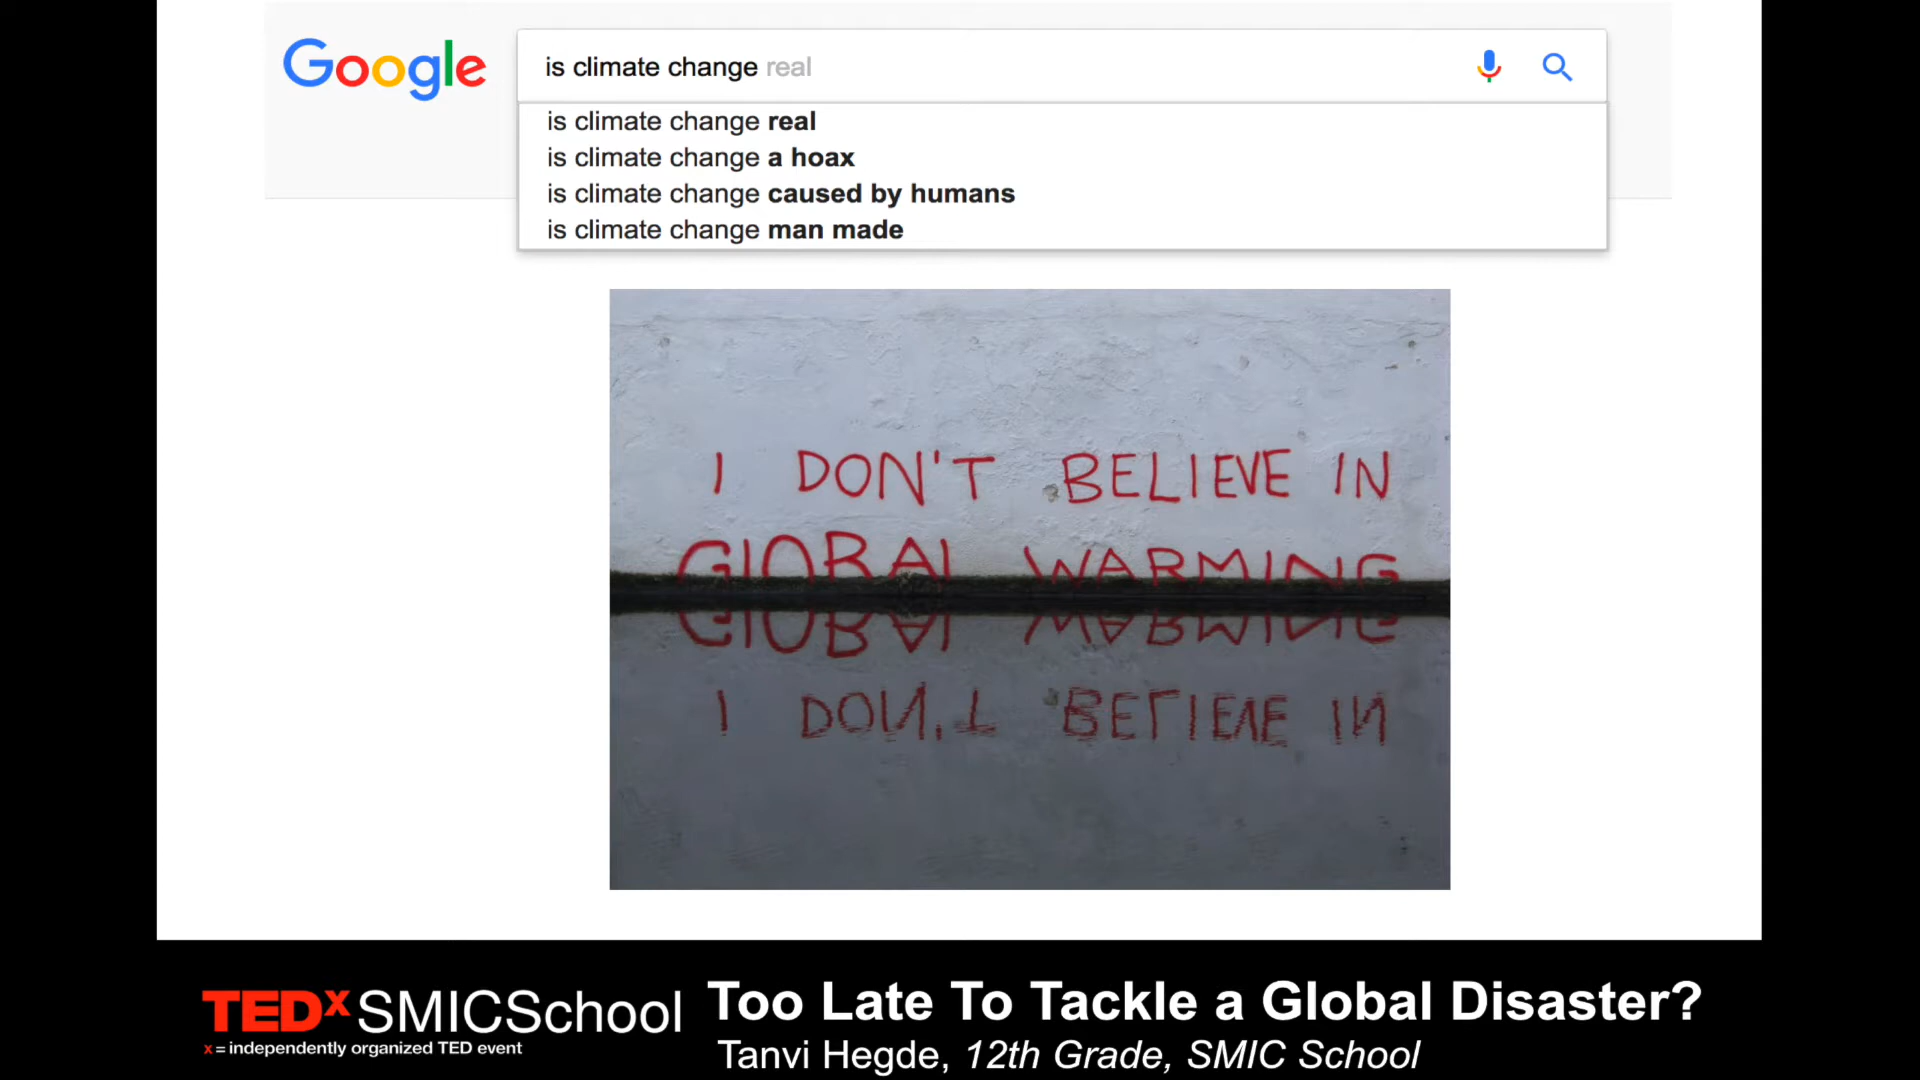 Google
is climate change real
is climate change real
is climate change a hoax
is climate change caused by humans
is climate change man made
I DON'T BELIEVE IN
GLOBAL WARMING
TEDxSMICSchool
x = independently organized TED event
Too Late To Tackle a Global Disaster?
Tanvi Hegde, 12th Grade, SMIC School